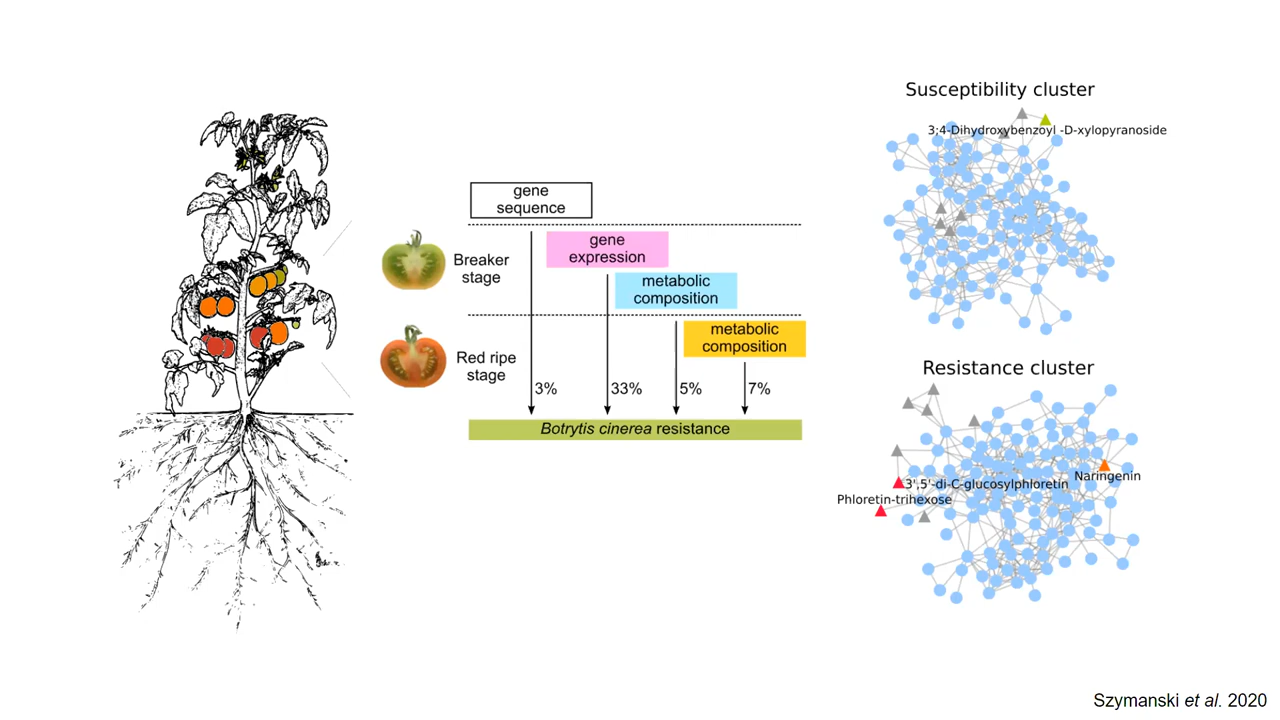 gene
sequence
gene
expression
Breaker
stage
metabolic
composition
metabolic
composition
Red ripe
stage
3%
33%
5%
7%
Botrytis cinerea resistance
Susceptibility cluster
3:4-Dihydroxybenzoyl -D-xylopyranoside
Resistance cluster
Naringenin
3',5'-di-C-glucosylphloretin
Phloretin-trihexose
Szymanski et al. 2020